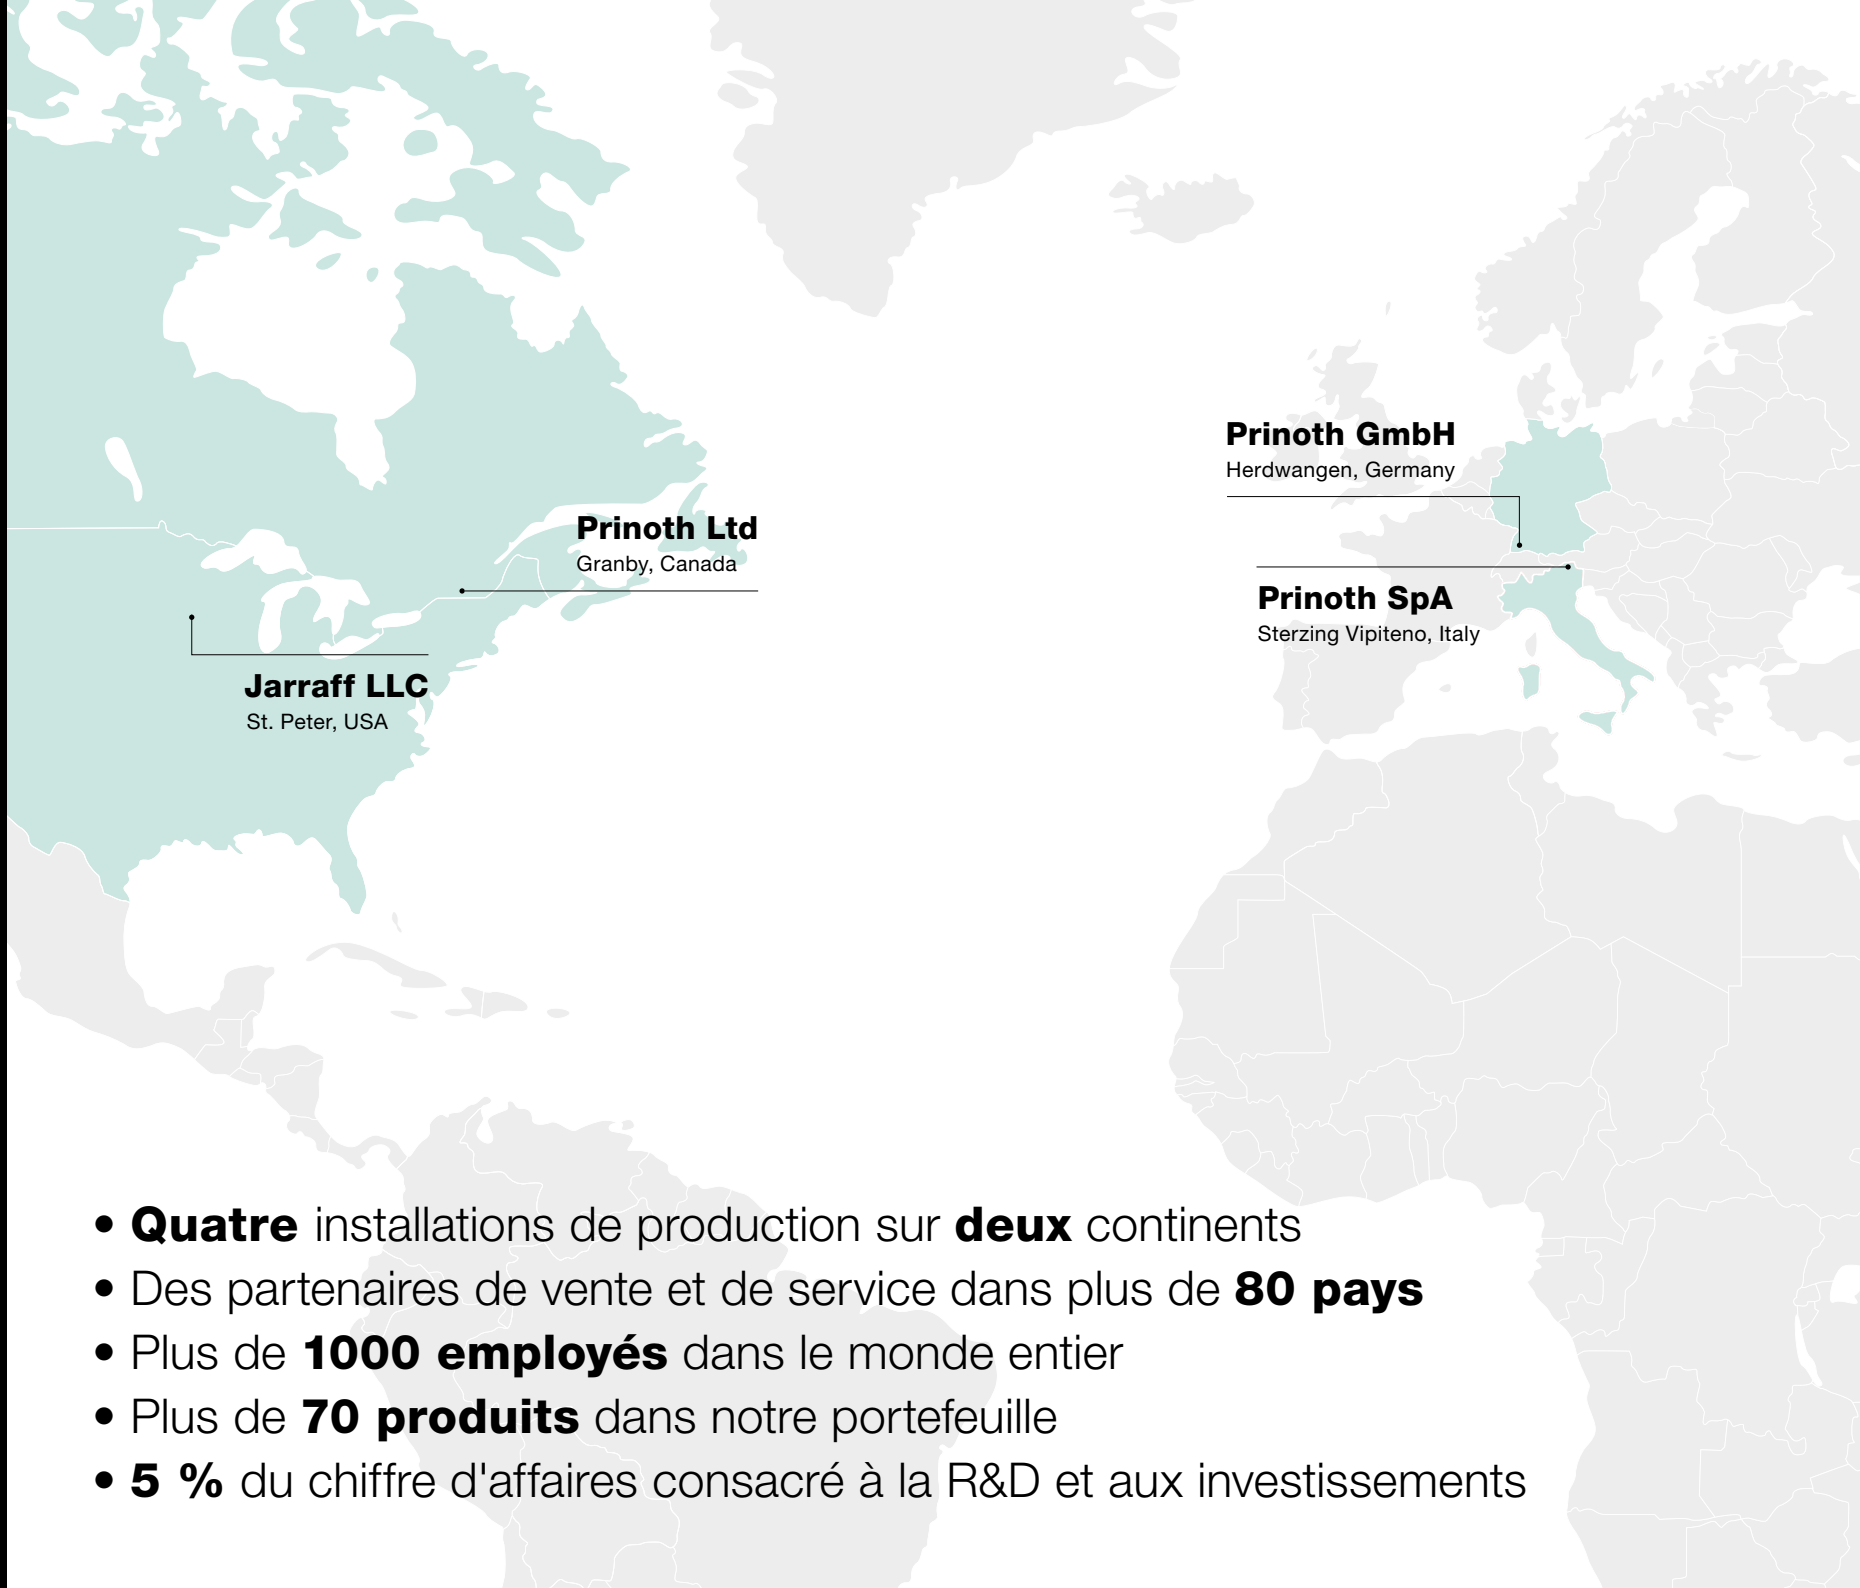 Prinoth GmbH
Herdwangen, Germany
Prinoth Ltd
Granby, Canada
Prinoth SpA
Sterzing Vipiteno, Italy
Jarraff LLC
St. Peter, USA
• Quatre installations de production sur deux continents
• Des partenaires de vente et de service dans plus de 80 pays
• Plus de 1000 employés dans le monde entier
• Plus de 70 produits dans notre portefeuille
• 5 % du chiffre d'affaires consacré à la R&D et aux investissements